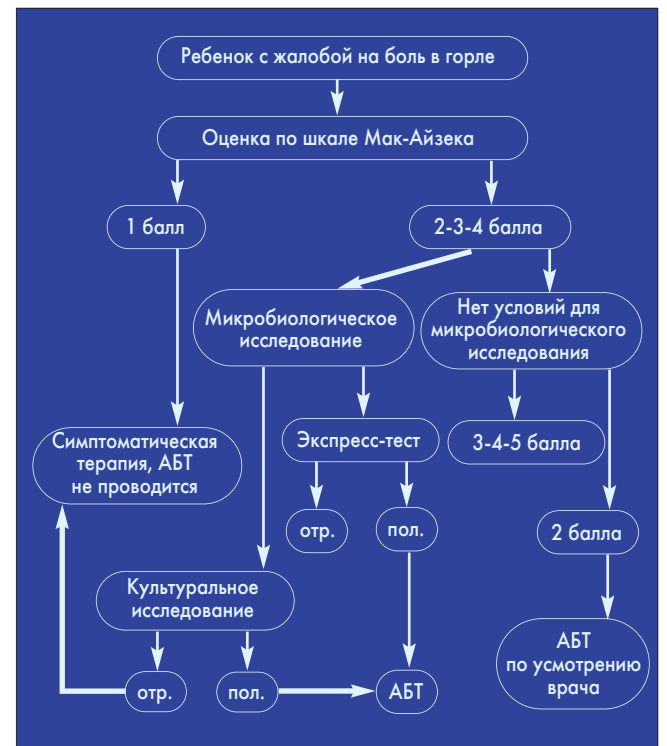 Ребенок с жалобой на боль в горле
Оценка по шкале Мак-Айзека
1 балл
2-3-4 балла
Микробиологическое
исследование
Нет условий для
микробиологического
исследования
Симптоматическая
терапия, АБТ
не проводится
Экспресс-тест
3-4-5 балла
отр.
пол.
2 балла
Культуральное
исследование
отр.
пол.
АБТ
АБТ
по усмотрению
врача